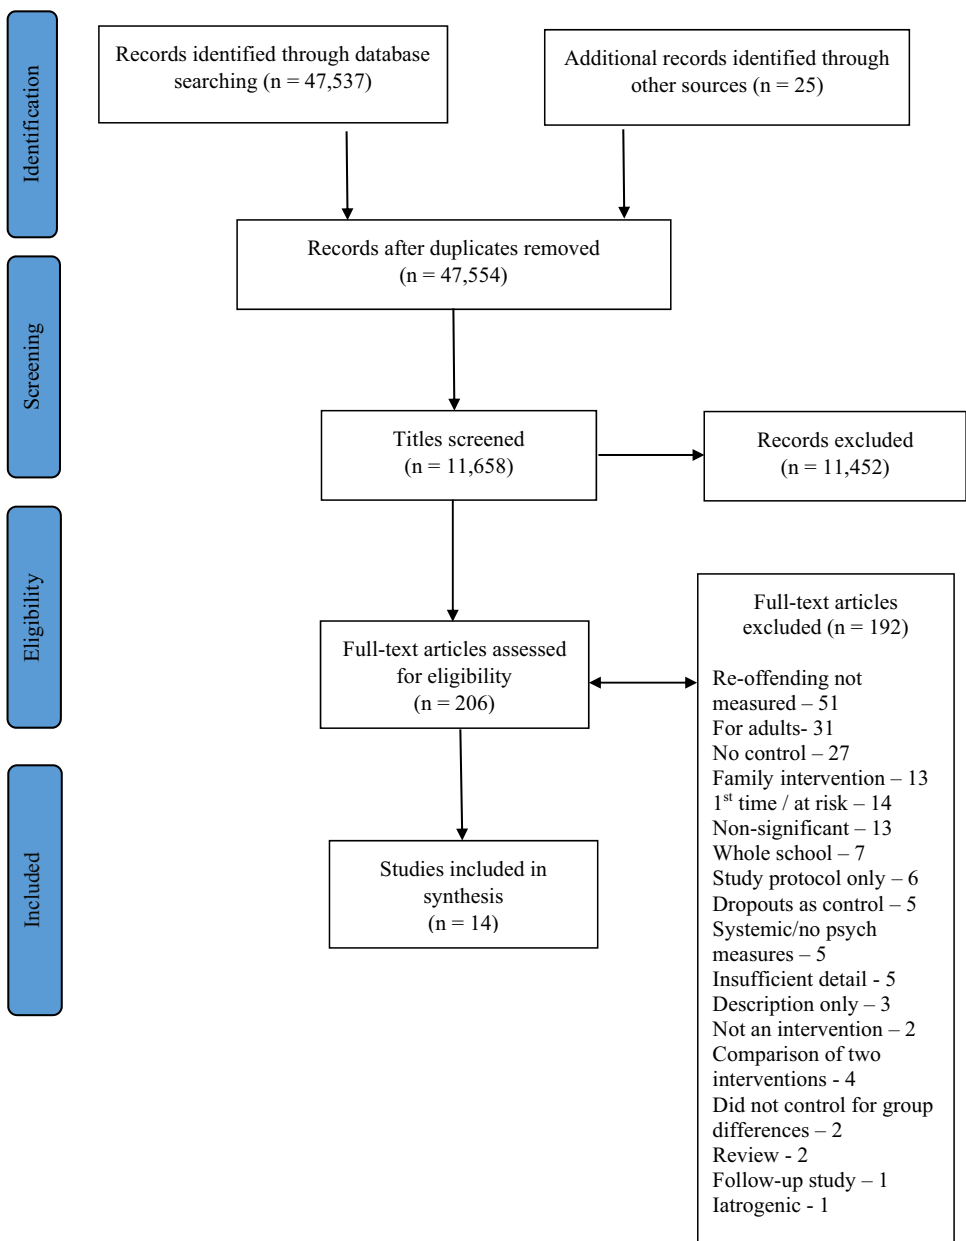 Identification
Records identified through database
searching (n = 47,537)
Additional records identified through
other sources (n = 25)
Records after duplicates removed
(n = 47,554)
Screening
Titles screened
(n = 11,658)
Records excluded
(n = 11,452)
Eligibility
Full-text articles assessed
for eligibility
(n = 206)
Full-text articles
excluded (n = 192)
Re-offending not
measured – 51
For adults- 31
No control – 27
Family intervention – 13
1st time / at risk – 14
Non-significant – 13
Whole school – 7
Study protocol only – 6
Dropouts as control – 5
Systemic/no psych
measures – 5
Insufficient detail - 5
Description only – 3
Not an intervention – 2
Comparison of two
interventions - 4
Did not control for group
differences – 2
Review - 2
Follow-up study – 1
Iatrogenic - 1
Included
Studies included in
synthesis
(n = 14)